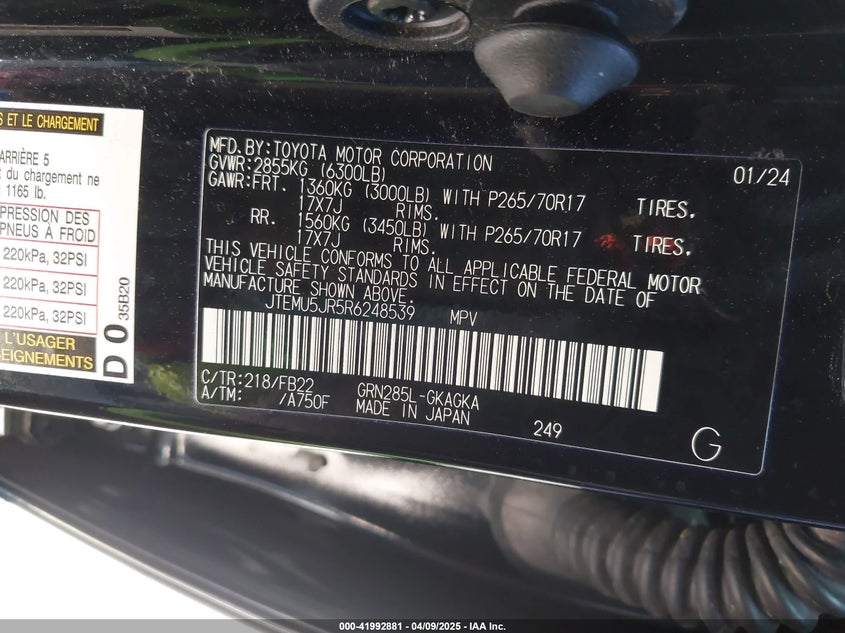 S ET LE CHARGEMENT
ARRIÈRE 5
t du chargement ne
1165 lb.
PRESSION DES
PNEUS À FROID
220kPa, 32PSI
220kPa, 32PSI
220kPa, 32PSI
L'USAGER
SEIGNEMENTS
D0 35B20
MFD.BY:TOYOTA MOTOR CORPORATION 01/24
GVWR:2855KG (6300LB)
GAWR:FRT. 1360KG (3000LB) WITH P265/70R17 TIRES.
17X7J RIMS.
RR. 1560KG (3450LB) WITH P265/70R17 TIRES.
17X7J RIMS.
THIS VEHICLE CONFORMS TO ALL APPLICABLE FEDERAL MOTOR
VEHICLE SAFETY STANDARDS IN EFFECT ON THE DATE OF
MANUFACTURE SHOWN ABOVE.
JTEMU5JR5R6248539 MPV
C/TR:218/FB22 GRN285L-GKAGKA
A/TM: /A750F MADE IN JAPAN
249
G
000-41992881 - 04/09/2025 - IAA Inc.